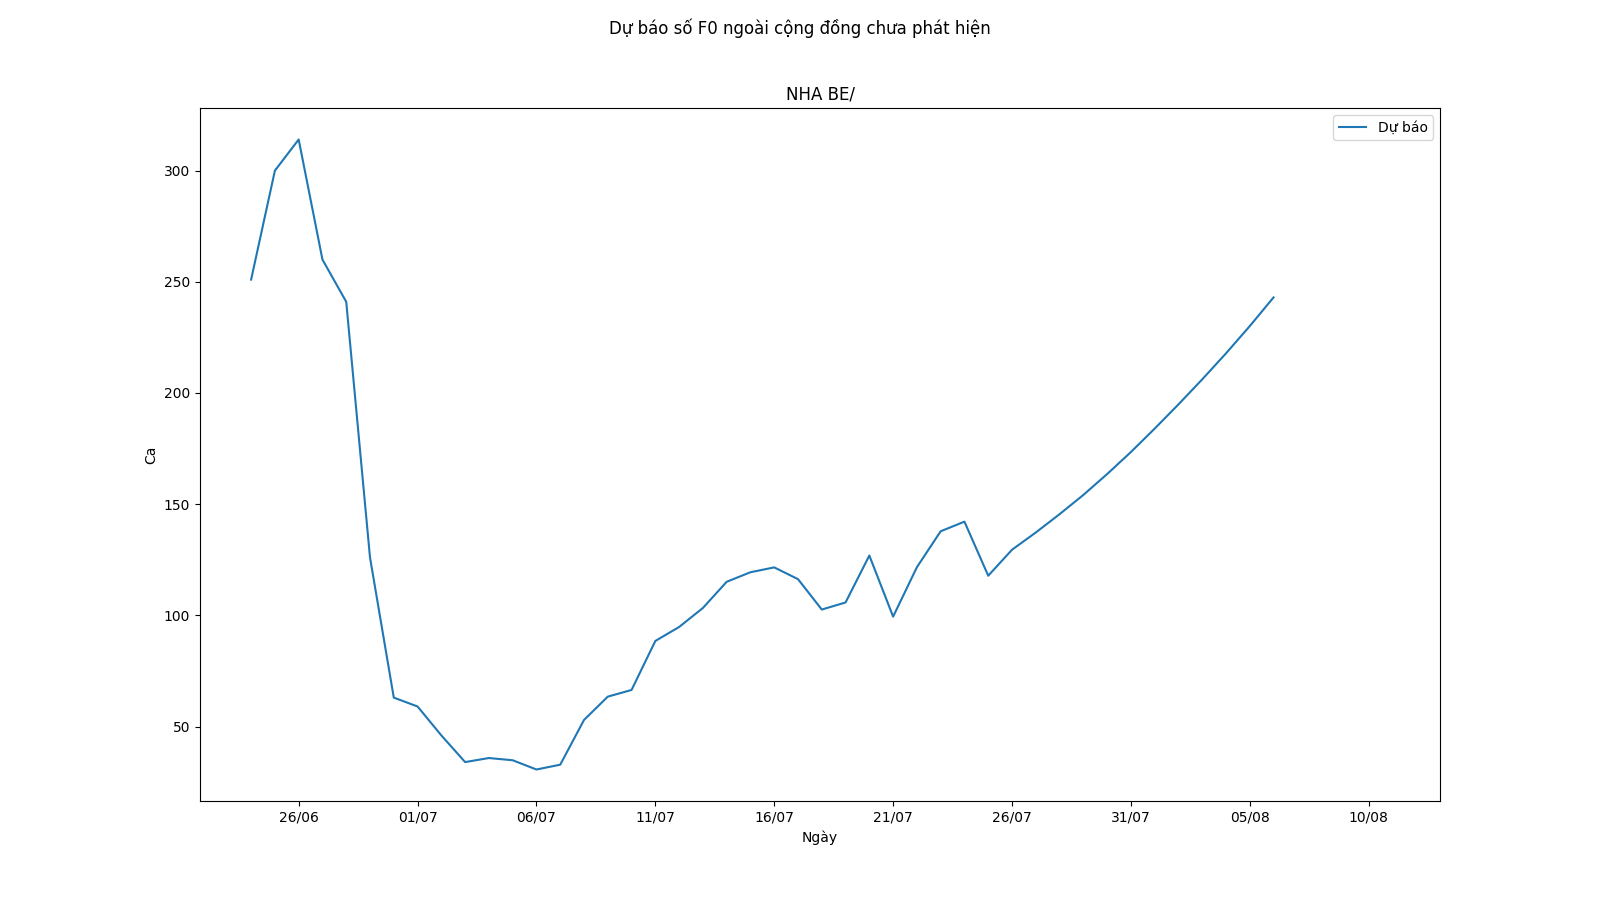 Dự báo số F0 ngoài cộng đồng chưa phát hiện
NHA BE/
Dự báo
300
250
200
150
100
50
Ca
26/06 01/07 06/07 11/07 16/07 21/07 26/07 31/07 05/08 10/08
Ngày